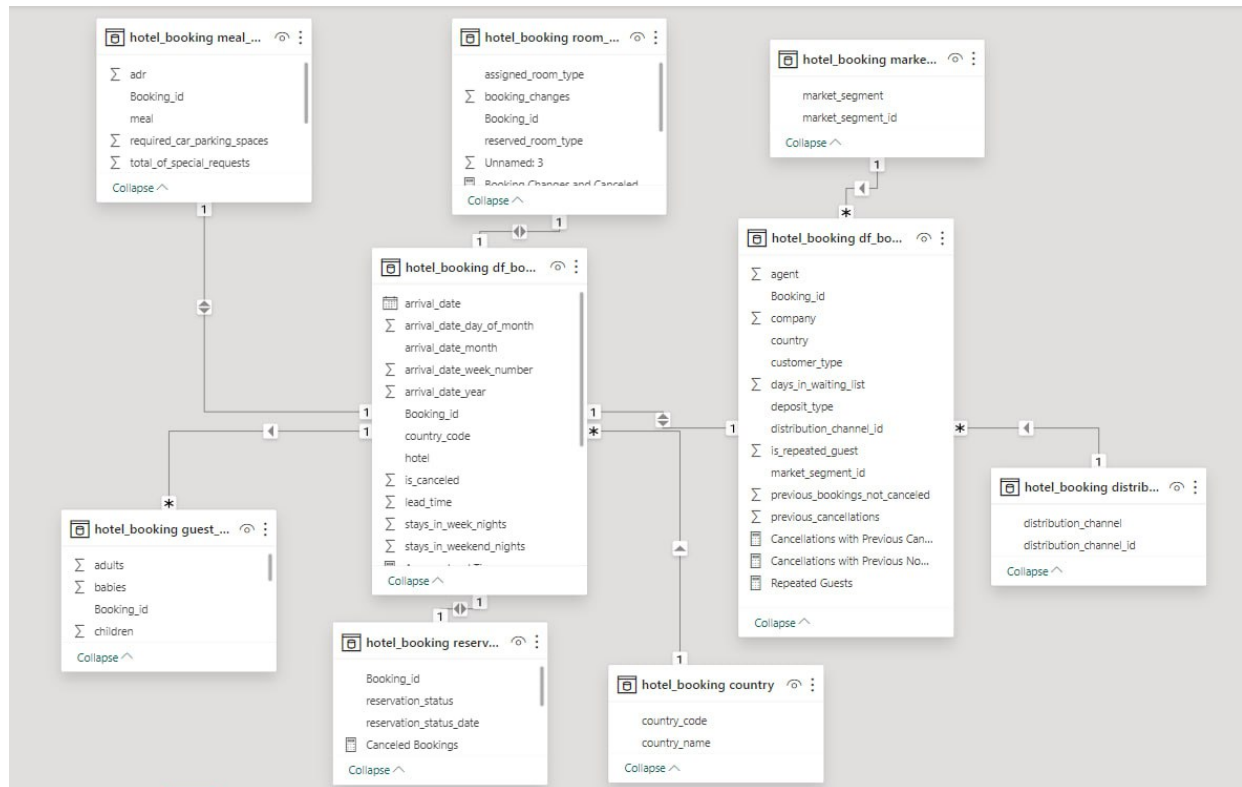 hotel_booking meal_...
adr
Booking_id
meal
required_car_parking_spaces
total_of_special_requests
Collapse
1
hotel_booking room_...
assigned_room_type
booking_changes
Booking_id
reserved_room_type
Unnamed: 3
Booking Changes and Canceled
Collapse
1
1
hotel_booking marke...
market_segment
market_segment_id
Collapse
1
*
hotel_booking df_bo...
arrival_date
arrival_date_day_of_month
arrival_date_month
arrival_date_week_number
arrival_date_year
Booking_id
country_code
hotel
is_canceled
lead_time
stays_in_week_nights
stays_in_weekend_nights
Collapse
1
1
1
*
1
1
hotel_booking df_bo...
agent
Booking_id
company
country
customer_type
days_in_waiting_list
deposit_type
distribution_channel_id
is_repeated_guest
market_segment_id
previous_bookings_not_canceled
previous_cancellations
Cancellations with Previous Can...
Cancellations with Previous No...
Repeated Guests
Collapse
1
*
1
hotel_booking distrib...
distribution_channel
distribution_channel_id
Collapse
*
hotel_booking guest_...
adults
babies
Booking_id
children
Collapse
hotel_booking reserv...
Booking_id
reservation_status
reservation_status_date
Canceled Bookings
Collapse
1
hotel_booking country
country_code
country_name
Collapse